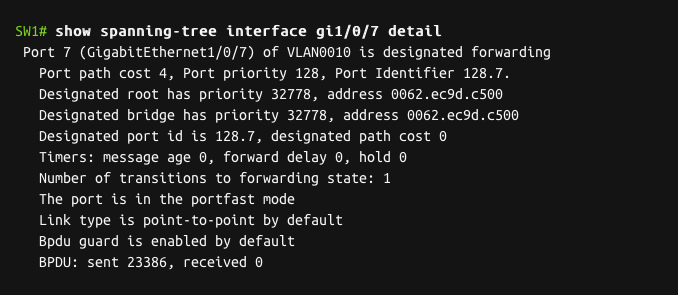 SW1# show spanning-tree interface gi1/0/7 detail
Port 7 (GigabitEthernet1/0/7) of VLAN0010 is designated forwarding
Port path cost 4, Port priority 128, Port Identifier 128.7.
Designated root has priority 32778, address 0062.ec9d.c500
Designated bridge has priority 32778, address 0062.ec9d.c500
Designated port id is 128.7, designated path cost 0
Timers: message age 0, forward delay 0, hold 0
Number of transitions to forwarding state: 1
The port is in the portfast mode
Link type is point-to-point by default
Bpdu guard is enabled by default
BPDU: sent 23386, received 0